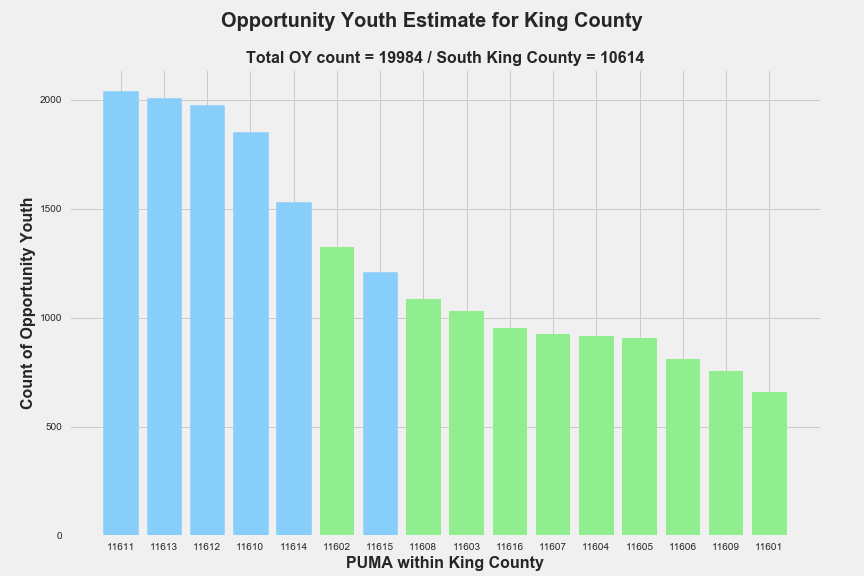 Opportunity Youth Estimate for King County
Total OY count = 19984 / South King County = 10614
Count of Opportunity Youth
2000
1500
1000
500
0
11611 11613 11612 11610 11614 11602 11615 11608 11603 11616 11607 11604 11605 11606 11609 11601
PUMA within King County